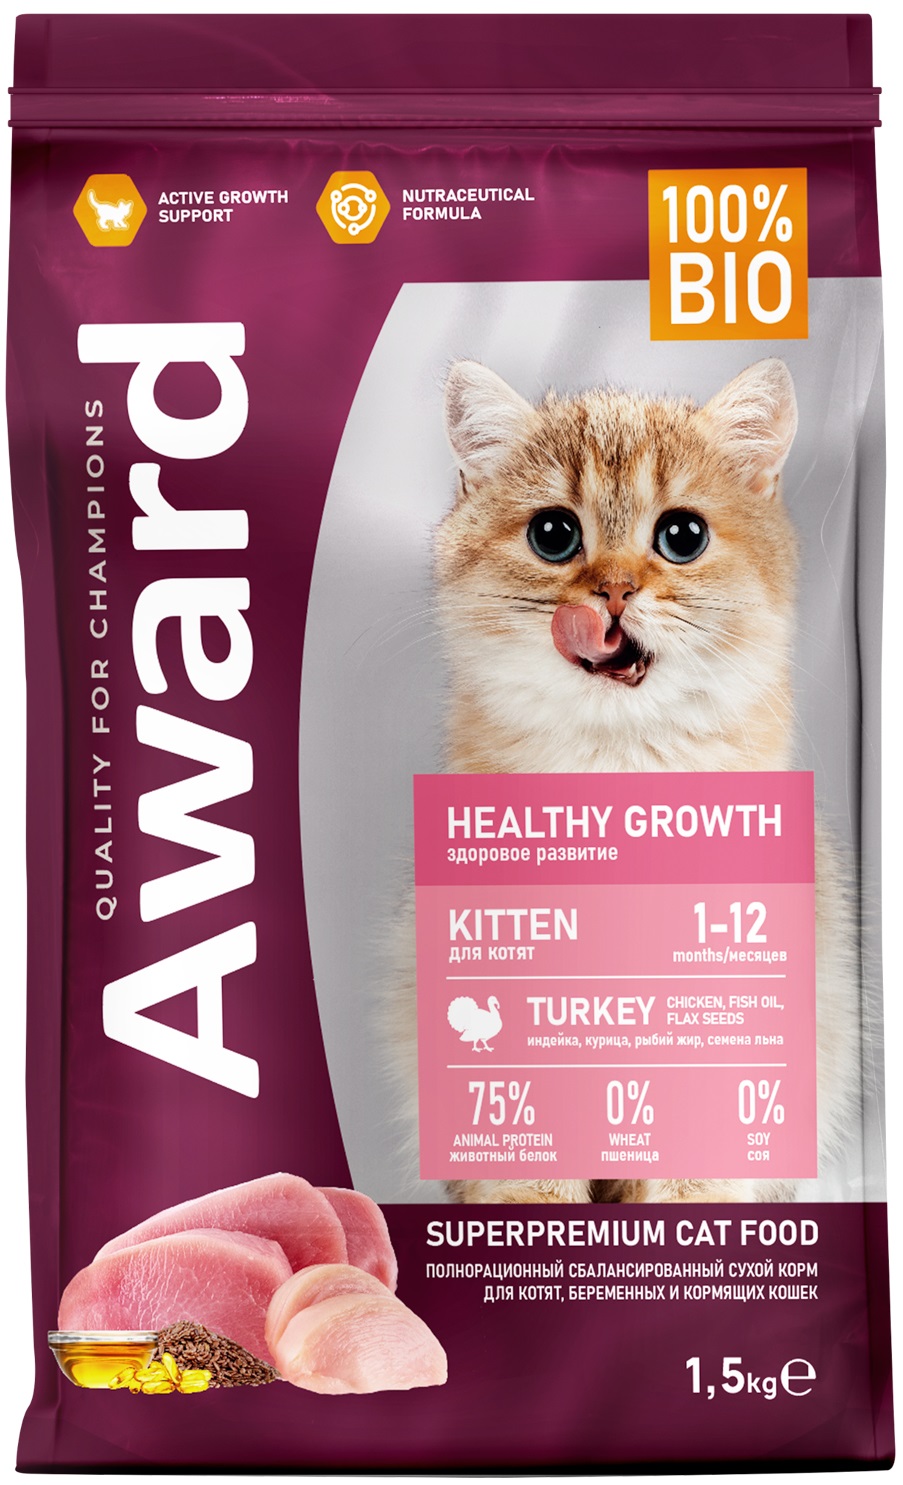 ACTIVE GROWTH
SUPPORT
NUTRACEUTICAL
FORMULA
100%
BIO
Award
QUALITY FOR CHAMPIONS
HEALTHY GROWTH
здоровое развитие
KITTEN
для котят
1-12
months/месяцев
TURKEY
CHICKEN, FISH OIL,
FLAX SEEDS
индейка, курица, рыбий жир, семена льна
75%
ANIMAL PROTEIN
животный белок
0%
WHEAT
пшеница
0%
SOY
соя
SUPERPREMIUM CAT FOOD
ПОЛНОРАЦИОННЫЙ СБАЛАНСИРОВАННЫЙ СУХОЙ КОРМ
ДЛЯ КОТЯТ, БЕРЕМЕННЫХ И КОРМЯЩИХ КОШЕК
1,5kg℮